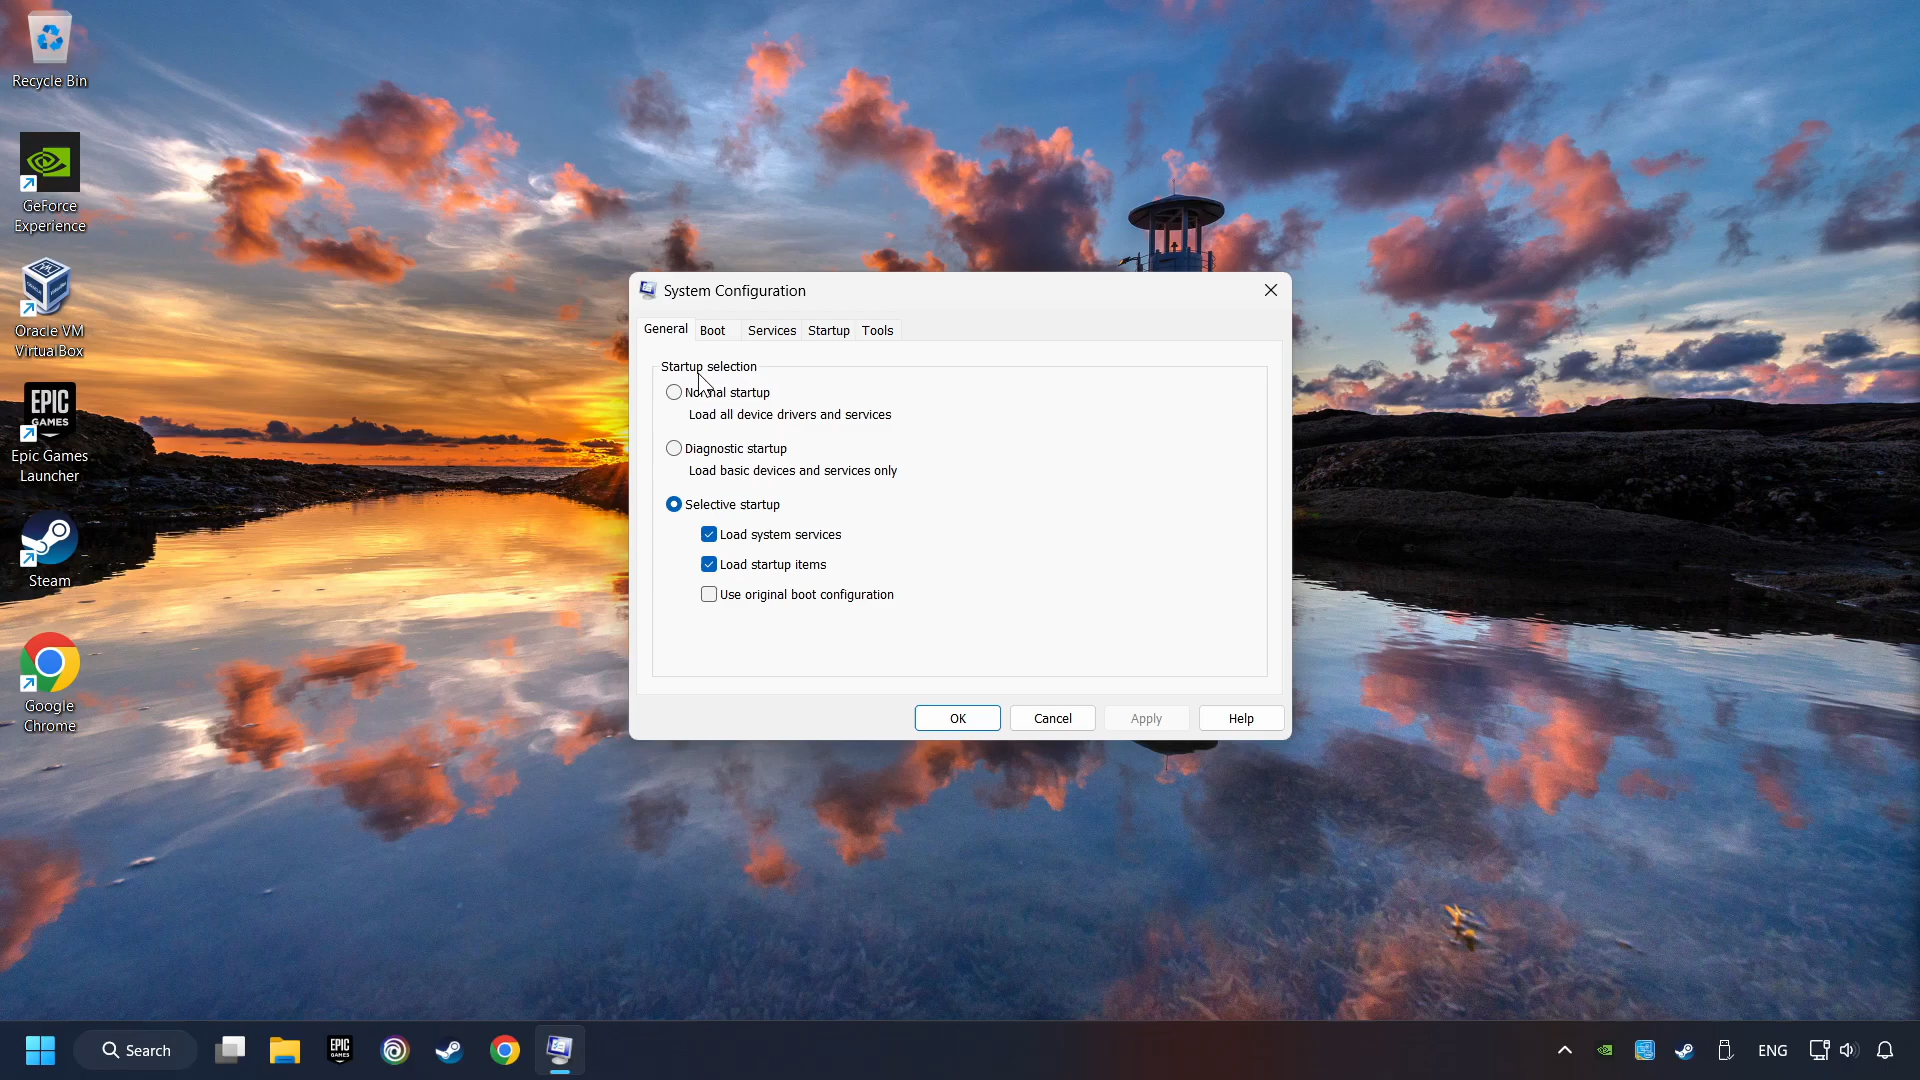 Recycle Bin
GeForce
Experience
Oracle VM
VirtualBox
EPIC
GAMES
Epic Games
Launcher
Steam
Google
Chrome
System Configuration
General Boot Services Startup Tools
Startup selection
Normal startup
Load all device drivers and services
Diagnostic startup
Load basic devices and services only
Selective startup
Load system services
Load startup items
Use original boot configuration
OK Cancel Apply Help
Search
EPIC
GAMES
ENG